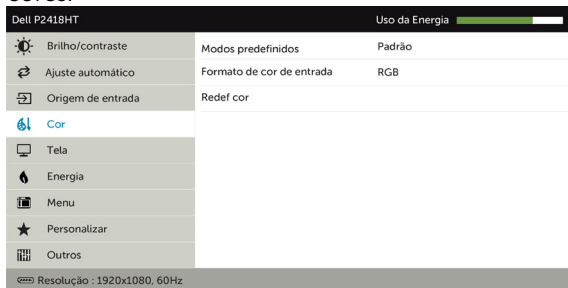 Dell P2418HT Uso da Energia
Brilho/contraste Modos predefinidos Padrão
Ajuste automático Formato de cor de entrada RGB
Origem de entrada Redef cor
Cor
Tela
Energia
Menu
Personalizar
Outros
Resolução : 1920x1080, 60Hz